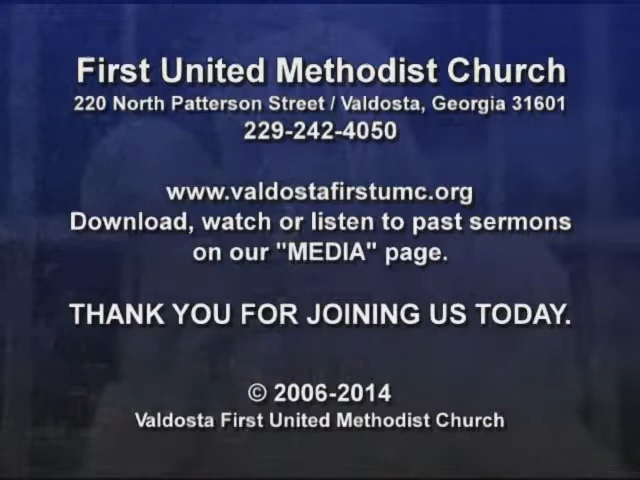 First United Methodist Church
220 North Patterson Street / Valdosta, Georgia 31601
229-242-4050
www.valdostafirstumc.org
Download, watch or listen to past sermons
on our "MEDIA" page.
THANK YOU FOR JOINING US TODAY.
© 2006-2014
Valdosta First United Methodist Church